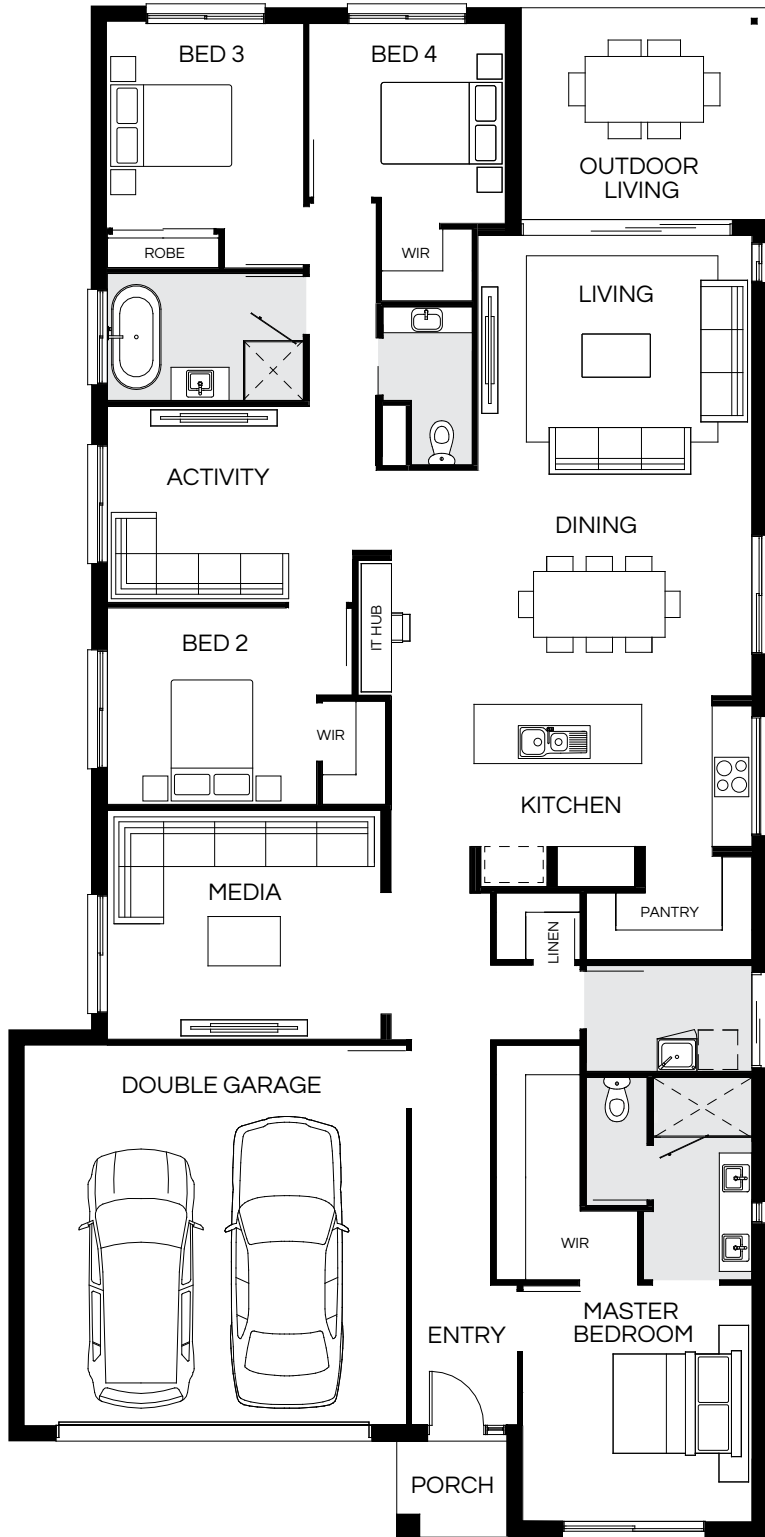 BED 3
BED 4
OUTDOOR
LIVING
ROBE
WIR
LIVING
ACTIVITY
DINING
IT HUB
BED 2
WIR
KITCHEN
MEDIA
PANTRY
LINEN
DOUBLE GARAGE
WIR
MASTER
BEDROOM
ENTRY
PORCH